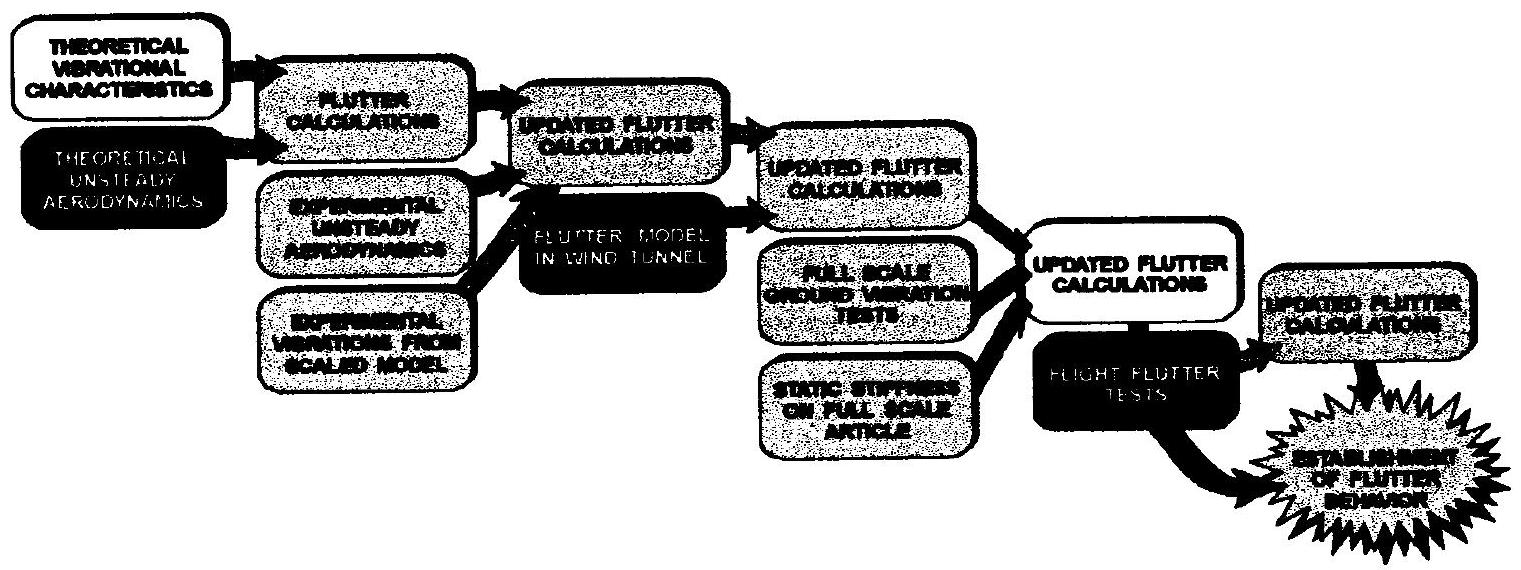 THEORETICAL
VIBRATIONAL
CHARACTERISTICS
THEORETICAL
UNSTEADY
AERODYNAMICS
FLUTTER
CALCULATIONS
EXPERIMENTAL
UNSTEADY
AERODYNAMICS
EXPERIMENTAL
VIBRATIONS FROM
SCALED MODEL
UPDATED FLUTTER
CALCULATIONS
FLUTTER MODEL
IN WIND TUNNEL
UPDATED FLUTTER
CALCULATIONS
FULL SCALE
GROUND VIBRATION
TESTS
STATIC STIFFNESS
ON FULL SCALE
ARTICLE
UPDATED FLUTTER
CALCULATIONS
FLIGHT FLUTTER
TESTS
UPDATED FLUTTER
CALCULATIONS
ESTABLISHMENT
OF FLUTTER
BEHAVIOR